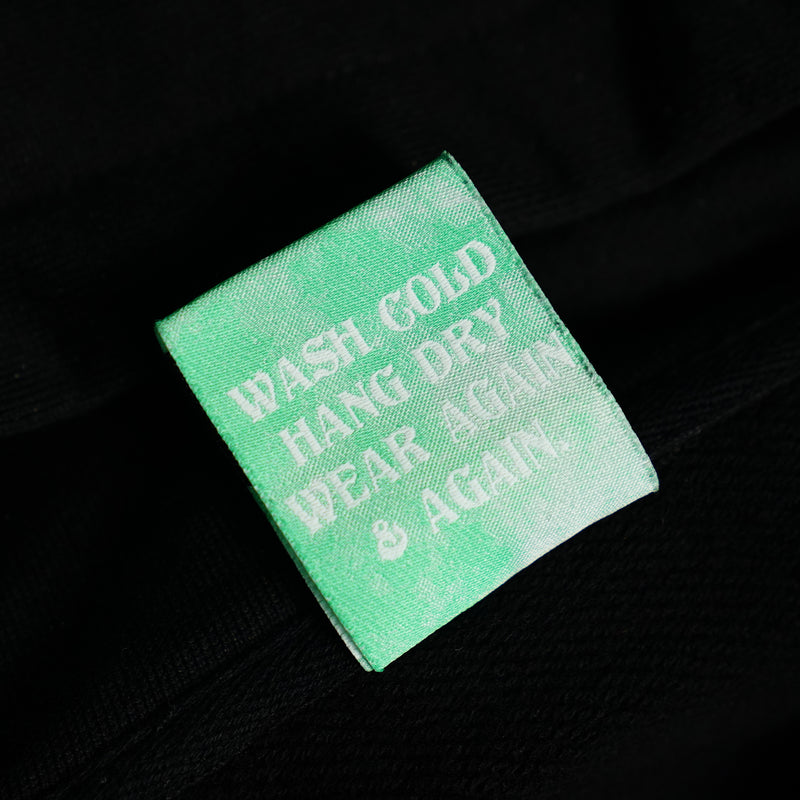 WASH COLD
HANG DRY
WEAR AGAIN
& AGAIN.